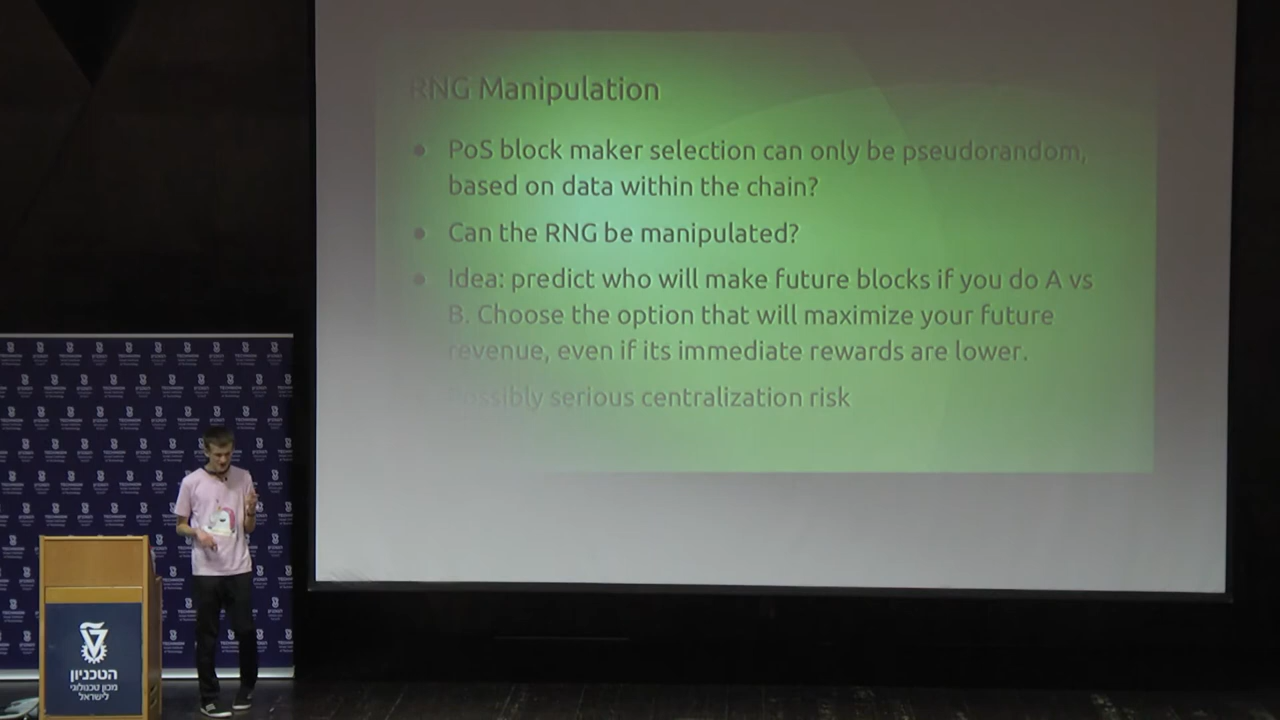 RNG Manipulation
● PoS block maker selection can only be pseudorandom,
based on data within the chain?
● Can the RNG be manipulated?
● Idea: predict who will make future blocks if you do A vs
B. Choose the option that will maximize your future
revenue, even if its immediate rewards are lower.
Possibly serious centralization risk
הטכניון
מכון טכנולוגי
לישראל